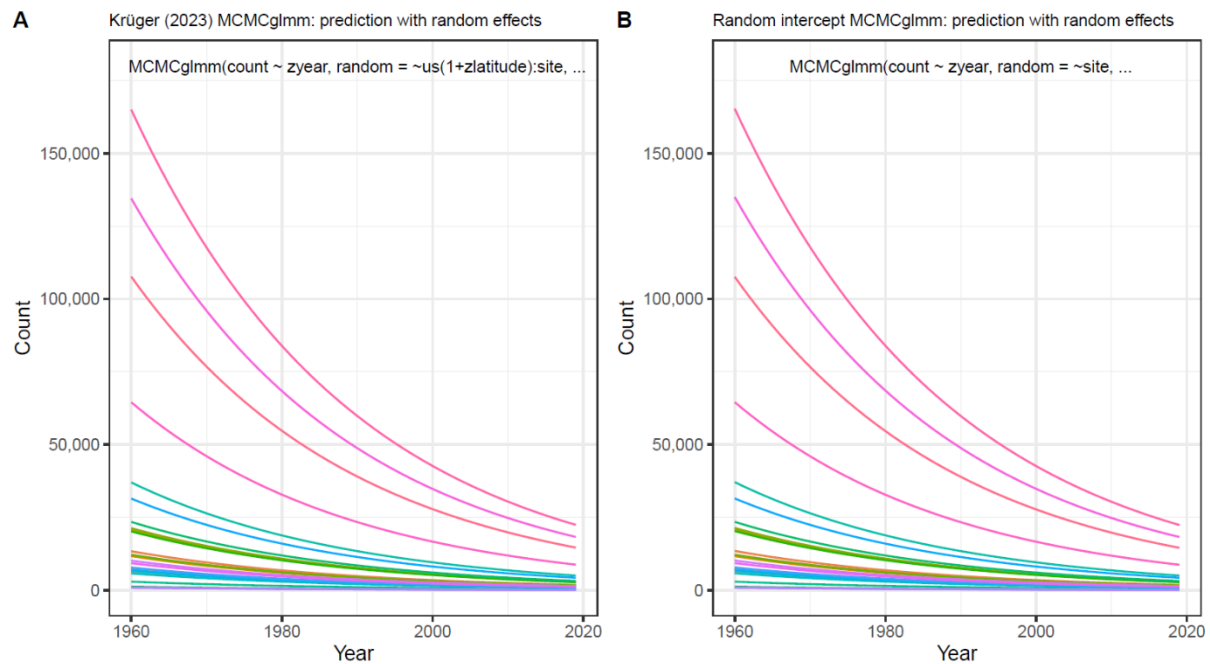 A
Krüger (2023) MCMCglmm: prediction with random effects
MCMCglmm(count ~ zyear, random = ~us(1+zlatitude):site, ...
150,000
100,000
50,000
0
Count
1960
1980
2000
2020
Year
B
Random intercept MCMCglmm: prediction with random effects
MCMCglmm(count ~ zyear, random = ~site, ...
150,000
100,000
50,000
0
Count
1960
1980
2000
2020
Year